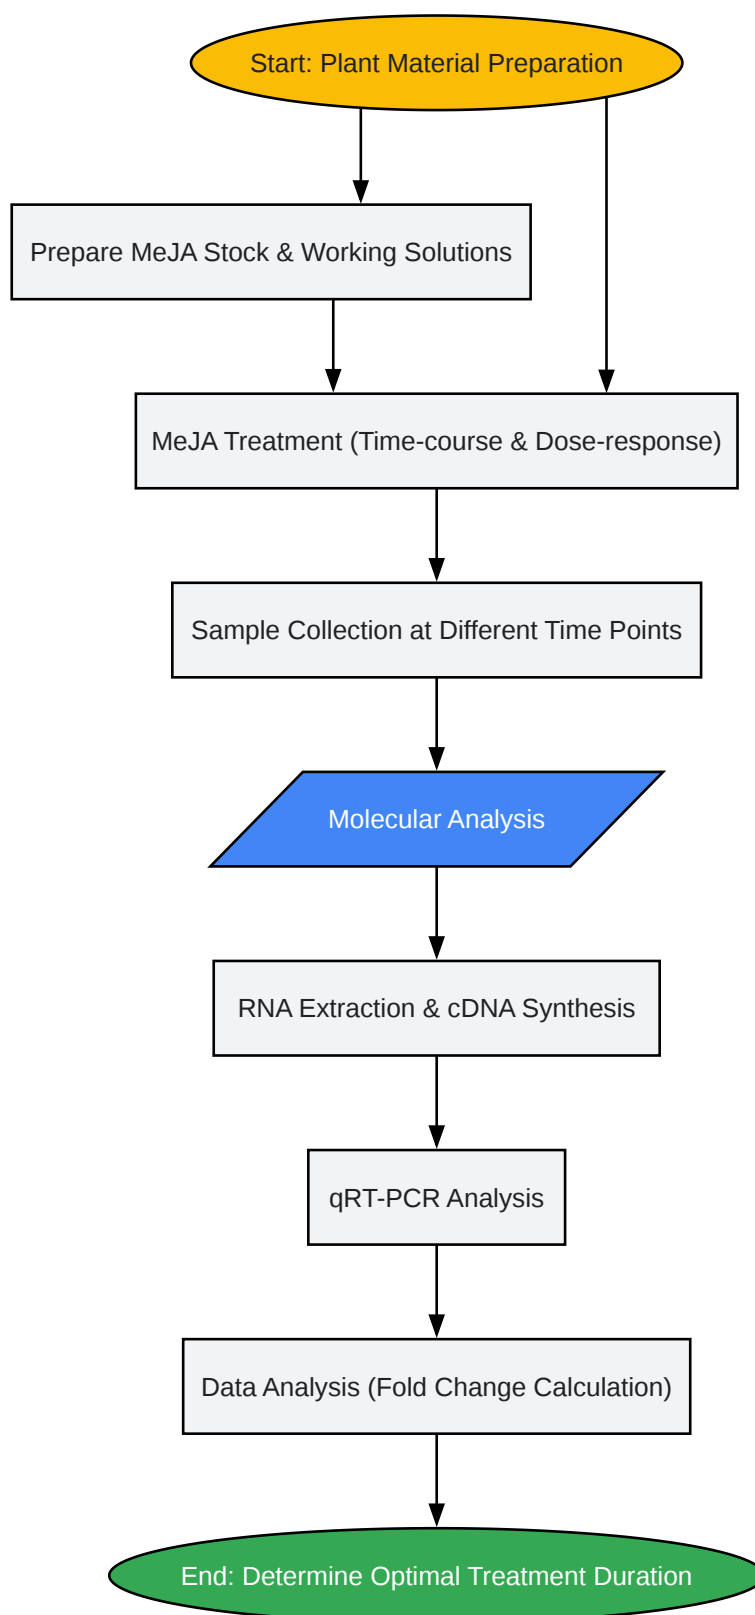 Start: Plant Material Preparation
Prepare MeJA Stock & Working Solutions
MeJA Treatment (Time-course & Dose-response)
Sample Collection at Different Time Points
Molecular Analysis
RNA Extraction & cDNA Synthesis
qRT-PCR Analysis
Data Analysis (Fold Change Calculation)
End: Determine Optimal Treatment Duration